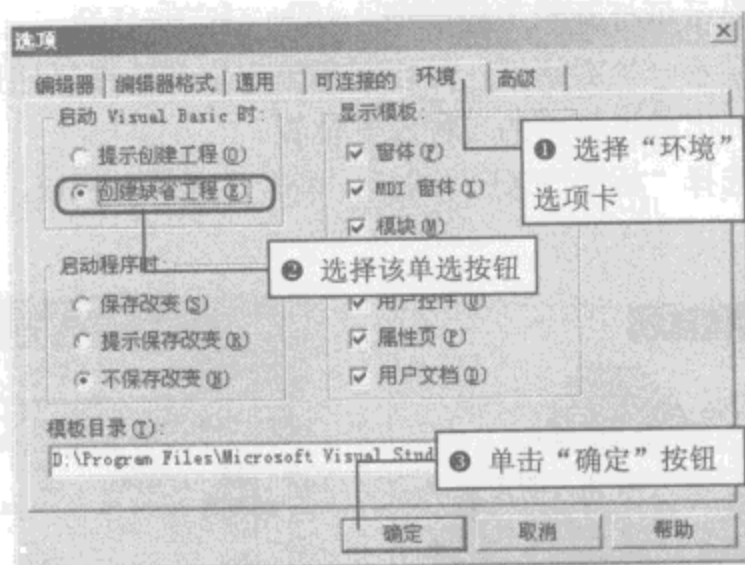 选项
编辑器 编辑器格式 通用 可连接的 环境 高级
启动 Visual Basic 时:
提示创建工程(O)
创建缺省工程(E)
启动程序时:
保存改变(S)
提示保存改变(R)
不保存改变(N)
显示模板:
窗体(F)
MDI 窗体(I)
模块(M)
用户控件(U)
属性页(P)
用户文档(D)
❶ 选择“环境”
选项卡
❷ 选择该单选按钮
模板目录(T):
D:\Program Files\Microsoft Visual Stud
❸ 单击“确定”按钮
确定 取消 帮助